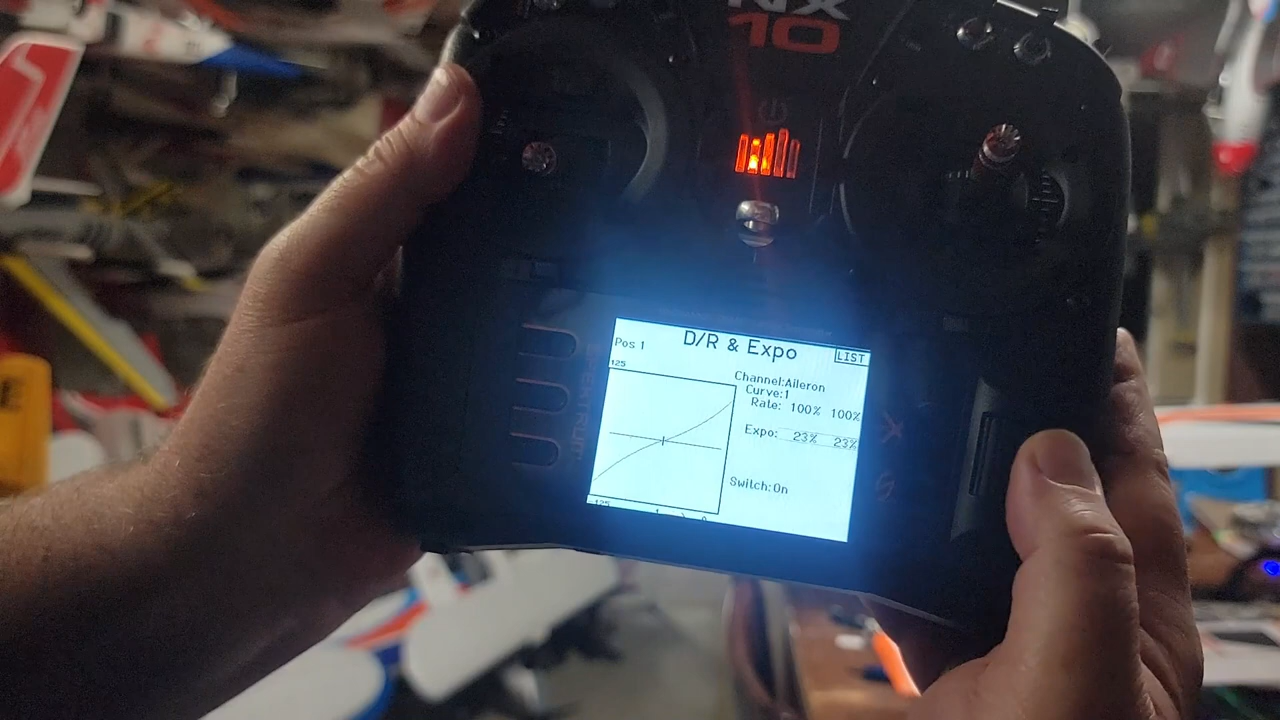 NX
10
D/R & Expo
LIST
Pos 1
125
Channel:Aileron
Curve:1
Rate: 100% 100%
Expo: 23% 23%
Switch:On
SPEKTRUM